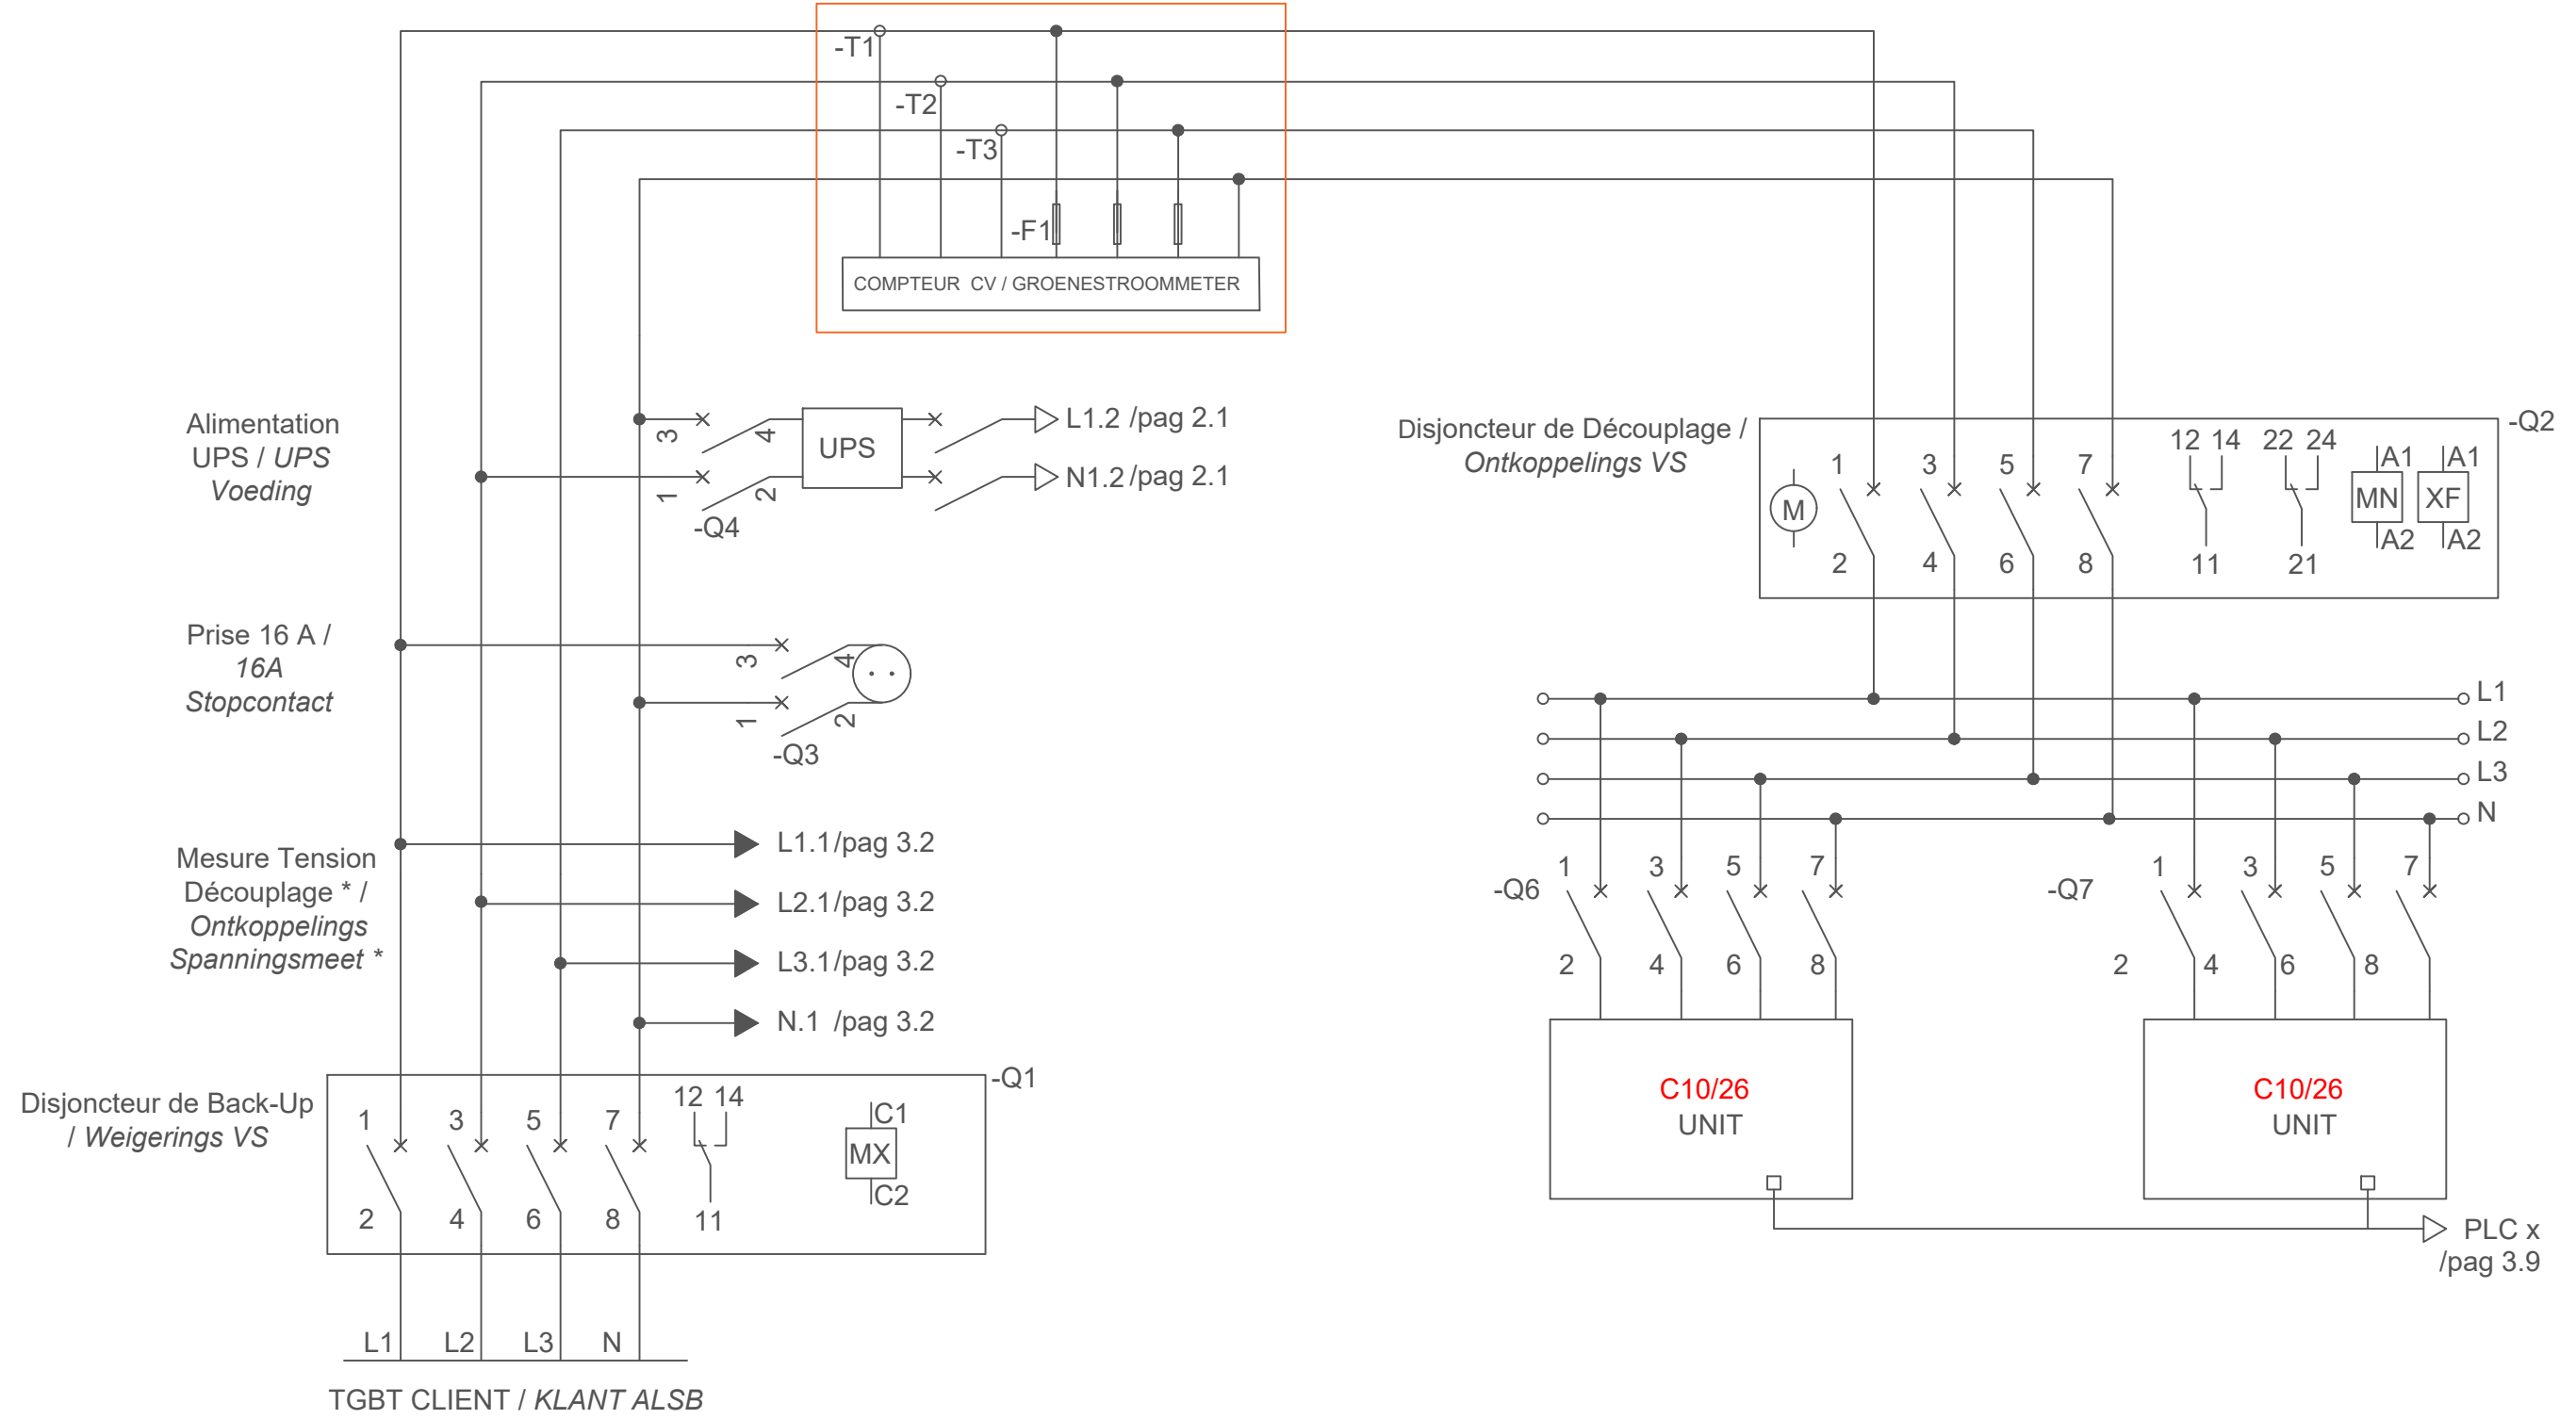 -T1
-T2
-T3
-F1
COMPTEUR CV / GROENESTROOMMETER
Alimentation
UPS / UPS
Voeding
3
4
1
2
-Q4
UPS
L1.2 /pag 2.1
N1.2 /pag 2.1
Prise 16 A /
16A
Stopcontact
3
4
1
2
-Q3
Mesure Tension
Découplage * /
Ontkoppelings
Spanningsmeet *
L1.1/pag 3.2
L2.1/pag 3.2
L3.1/pag 3.2
N.1 /pag 3.2
Disjoncteur de Back-Up
/ Weigerings VS
-Q1
1 3 5 7
2 4 6 8
12 14
11
C1
MX
C2
L1 L2 L3 N
TGBT CLIENT / KLANT ALSB
Disjoncteur de Découplage /
Ontkoppelings VS
-Q2
M
1 3 5 7
2 4 6 8
12 14
11
22 24
21
A1
MN
A2
A1
XF
A2
L1
L2
L3
N
-Q6
1 3 5 7
2 4 6 8
C10/26
UNIT
-Q7
1 3 5 7
2 4 6 8
C10/26
UNIT
PLC x
/pag 3.9